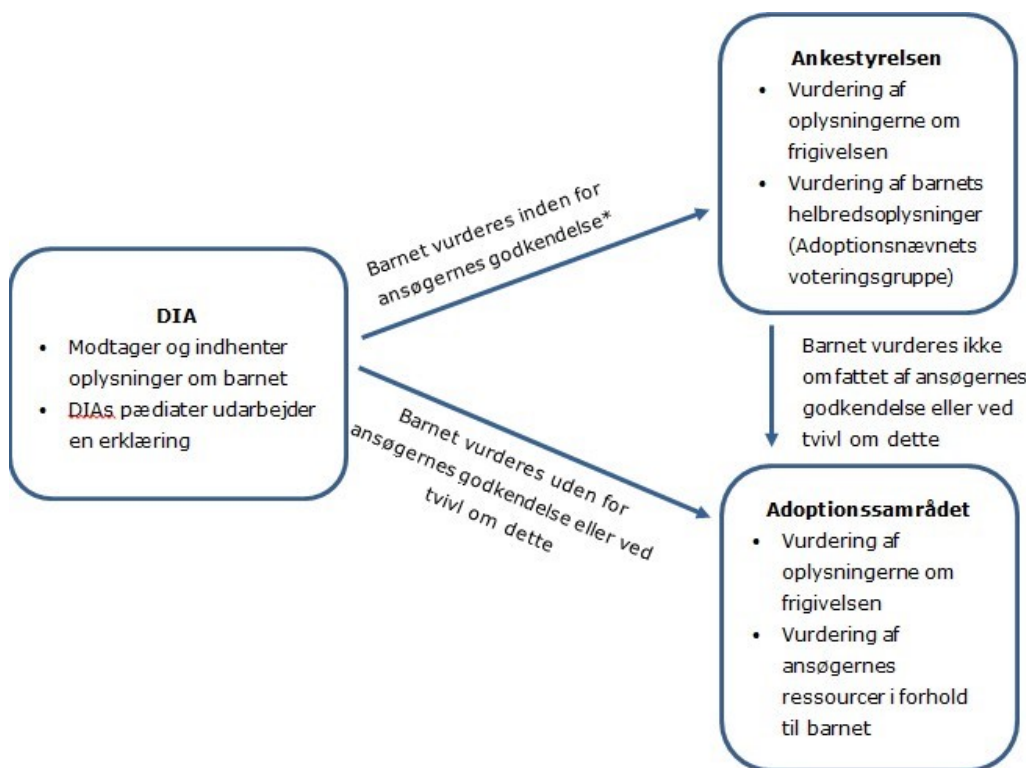 DIA
• Modtager og indhenter
oplysninger om barnet
• DIAs pædiater udarbejder
en erklæring
Barnet vurderes inden for
ansøgernes godkendelse*
Barnet vurderes uden for
ansøgernes godkendelse eller ved
tvivl om dette
Ankestyrelsen
• Vurdering af
oplysningerne om
frigivelsen
• Vurdering af barnets
helbredsoplysninger
(Adoptionsnævnets
voteringsgruppe)
Barnet vurderes ikke
omfattet af ansøgernes
godkendelse eller ved
tvivl om dette
Adoptionssamrådet
• Vurdering af
oplysningerne om
frigivelsen
• Vurdering af
ansøgernes
ressourcer i forhold
til barnet